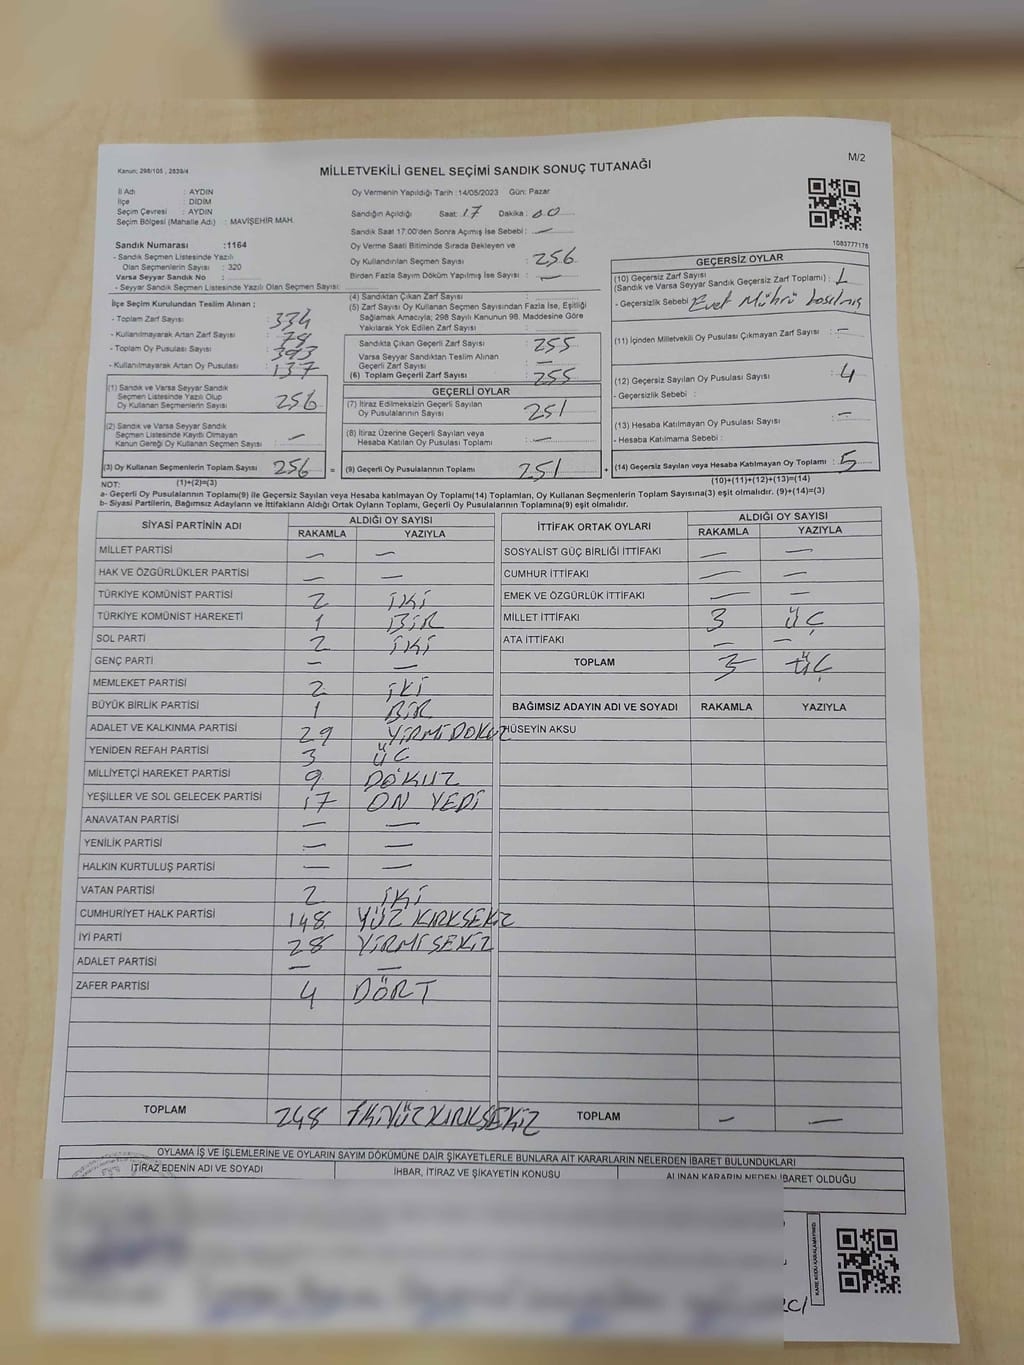 M/2
Kanun: 298/105 , 2839/4
MİLLETVEKİLİ GENEL SEÇİMİ SANDIK SONUÇ TUTANAĞI
İl Adı : AYDIN
İlçe : DİDİM
Seçim Çevresi : AYDIN
Seçim Bölgesi (Mahalle Adı) : MAVİŞEHİR MAH.
Sandık Numarası :1164
- Sandık Seçmen Listesinde Yazılı
Olan Seçmenlerin Sayısı : 320
Varsa Seyyar Sandık No :
- Seyyar Sandık Seçmen Listesinde Yazılı Olan Seçmen Sayısı:
Oy Vermenin Yapıldığı Tarih :14/05/2023 Gün: Pazar
Sandığın Açıldığı Saat: 17 Dakika : 00
Sandık Saat 17:00'den Sonra Açımış İse Sebebi : —
Oy Verme Saati Bitiminde Sırada Bekleyen ve
Oy Kullandırılan Seçmen Sayısı : 256
Birden Fazla Sayım Döküm Yapılmış İse Sayısı : —
1083777176
İlçe Seçim Kurulundan Teslim Alınan ;
- Toplam Zarf Sayısı : 334
- Kullanılmayarak Artan Zarf Sayısı : 78
- Toplam Oy Pusulası Sayısı : 393
- Kullanılmayarak Artan Oy Pusulası : 137
(1) Sandık ve Varsa Seyyar Sandık
Seçmen Listesinde Yazılı Olup
Oy Kullanan Seçmenlerin Sayısı : 256
(2) Sandık ve Varsa Seyyar Sandık
Seçmen Listesinde Kayıtlı Olmayan
Kanun Gereği Oy Kullanan Seçmen Sayısı : —
(3) Oy Kullanan Seçmenlerin Toplam Sayısı : 256 =
(1)+(2)=(3)
(4) Sandıktan Çıkan Zarf Sayısı :
(5) Zarf Sayısı Oy Kullanan Seçmen Sayısından Fazla İse, Eşitliği
Sağlamak Amacıyla; 298 Sayılı Kanunun 98. Maddesine Göre
Yakılarak Yok Edilen Zarf Sayısı :
Sandıkta Çıkan Geçerli Zarf Sayısı : 255
Varsa Seyyar Sandıktan Teslim Alınan
Geçerli Zarf Sayısı : —
(6) Toplam Geçerli Zarf Sayısı : 255
GEÇERLİ OYLAR
(7) İtiraz Edilmeksizin Geçerli Sayılan
Oy Pusulalarının Sayısı : 251
(8) İtiraz Üzerine Geçerli Sayılan veya
Hesaba Katılan Oy Pusulası Toplamı : —
(9) Geçerli Oy Pusulalarının Toplamı : 251 +
GEÇERSİZ OYLAR
(10) Geçersiz Zarf Sayısı
(Sandık ve Varsa Seyyar Sandık Geçersiz Zarf Toplamı) : 1
- Geçersizlik Sebebi : Evet Mührü basılmış
(11) İçinden Milletvekili Oy Pusulası Çıkmayan Zarf Sayısı : —
(12) Geçersiz Sayılan Oy Pusulası Sayısı : 4
- Geçersizlik Sebebi :
(13) Hesaba Katılmayan Oy Pusulası Sayısı : —
- Hesaba Katılmama Sebebi :
(14) Geçersiz Sayılan veya Hesaba Katılmayan Oy Toplamı : 5
(10)+(11)+(12)+(13)=(14)
NOT:
a- Geçerli Oy Pusulalarının Toplamı(9) ile Geçersiz Sayılan veya Hesaba katılmayan Oy Toplamı(14) Toplamları, Oy Kullanan Seçmenlerin Toplam Sayısına(3) eşit olmalıdır. (9)+(14)=(3)
b- Siyasi Partilerin, Bağımsız Adayların ve İttifakların Aldığı Ortak Oyların Toplamı, Geçerli Oy Pusulalarının Toplamına(9) eşit olmalıdır.
SİYASİ PARTİNİN ADI ALDIĞI OY SAYISI
RAKAMLA YAZIYLA
MİLLET PARTİSİ — —
HAK VE ÖZGÜRLÜKLER PARTİSİ — —
TÜRKİYE KOMÜNİST PARTİSİ 2 İKİ
TÜRKİYE KOMÜNİST HAREKETİ 1 BİR
SOL PARTİ 2 İKİ
GENÇ PARTİ — —
MEMLEKET PARTİSİ 2 İKİ
BÜYÜK BİRLİK PARTİSİ 1 BİR
ADALET VE KALKINMA PARTİSİ 29 YİRMİ DOKUZ
YENİDEN REFAH PARTİSİ 3 ÜÇ
MİLLİYETÇİ HAREKET PARTİSİ 9 DOKUZ
YEŞİLLER VE SOL GELECEK PARTİSİ 17 ON YEDİ
ANAVATAN PARTİSİ — —
YENİLİK PARTİSİ — —
HALKIN KURTULUŞ PARTİSİ — —
VATAN PARTİSİ 2 İKİ
CUMHURİYET HALK PARTİSİ 148 YÜZ KIRKSEKİZ
İYİ PARTİ 28 YİRMİSEKİZ
ADALET PARTİSİ — —
ZAFER PARTİSİ 4 DÖRT
TOPLAM 248 İKİYÜZKIRKSEKİZ
İTTİFAK ORTAK OYLARI ALDIĞI OY SAYISI
RAKAMLA YAZIYLA
SOSYALIST GÜÇ BİRLİĞİ İTTİFAKI — —
CUMHUR İTTİFAKI — —
EMEK VE ÖZGÜRLÜK İTTİFAKI — —
MİLLET İTTİFAKI 3 ÜÇ
ATA İTTİFAKI — —
TOPLAM 3 ÜÇ
BAĞIMSIZ ADAYIN ADI VE SOYADI RAKAMLA YAZIYLA
HÜSEYİN AKSU
TOPLAM — —
OYLAMA İŞ VE İŞLEMLERİNE VE OYLARIN SAYIM DÖKÜMÜNE DAİR ŞİKAYETLERLE BUNLARA AİT KARARLARIN NELERDEN İBARET BULUNDUKLARI
İTİRAZ EDENİN ADI VE SOYADI İHBAR, İTİRAZ VE ŞİKAYETİN KONUSU ALINAN KARARIN NEDEN İBARET OLDUĞU
KARE KODU KARALAMAYINIZ!